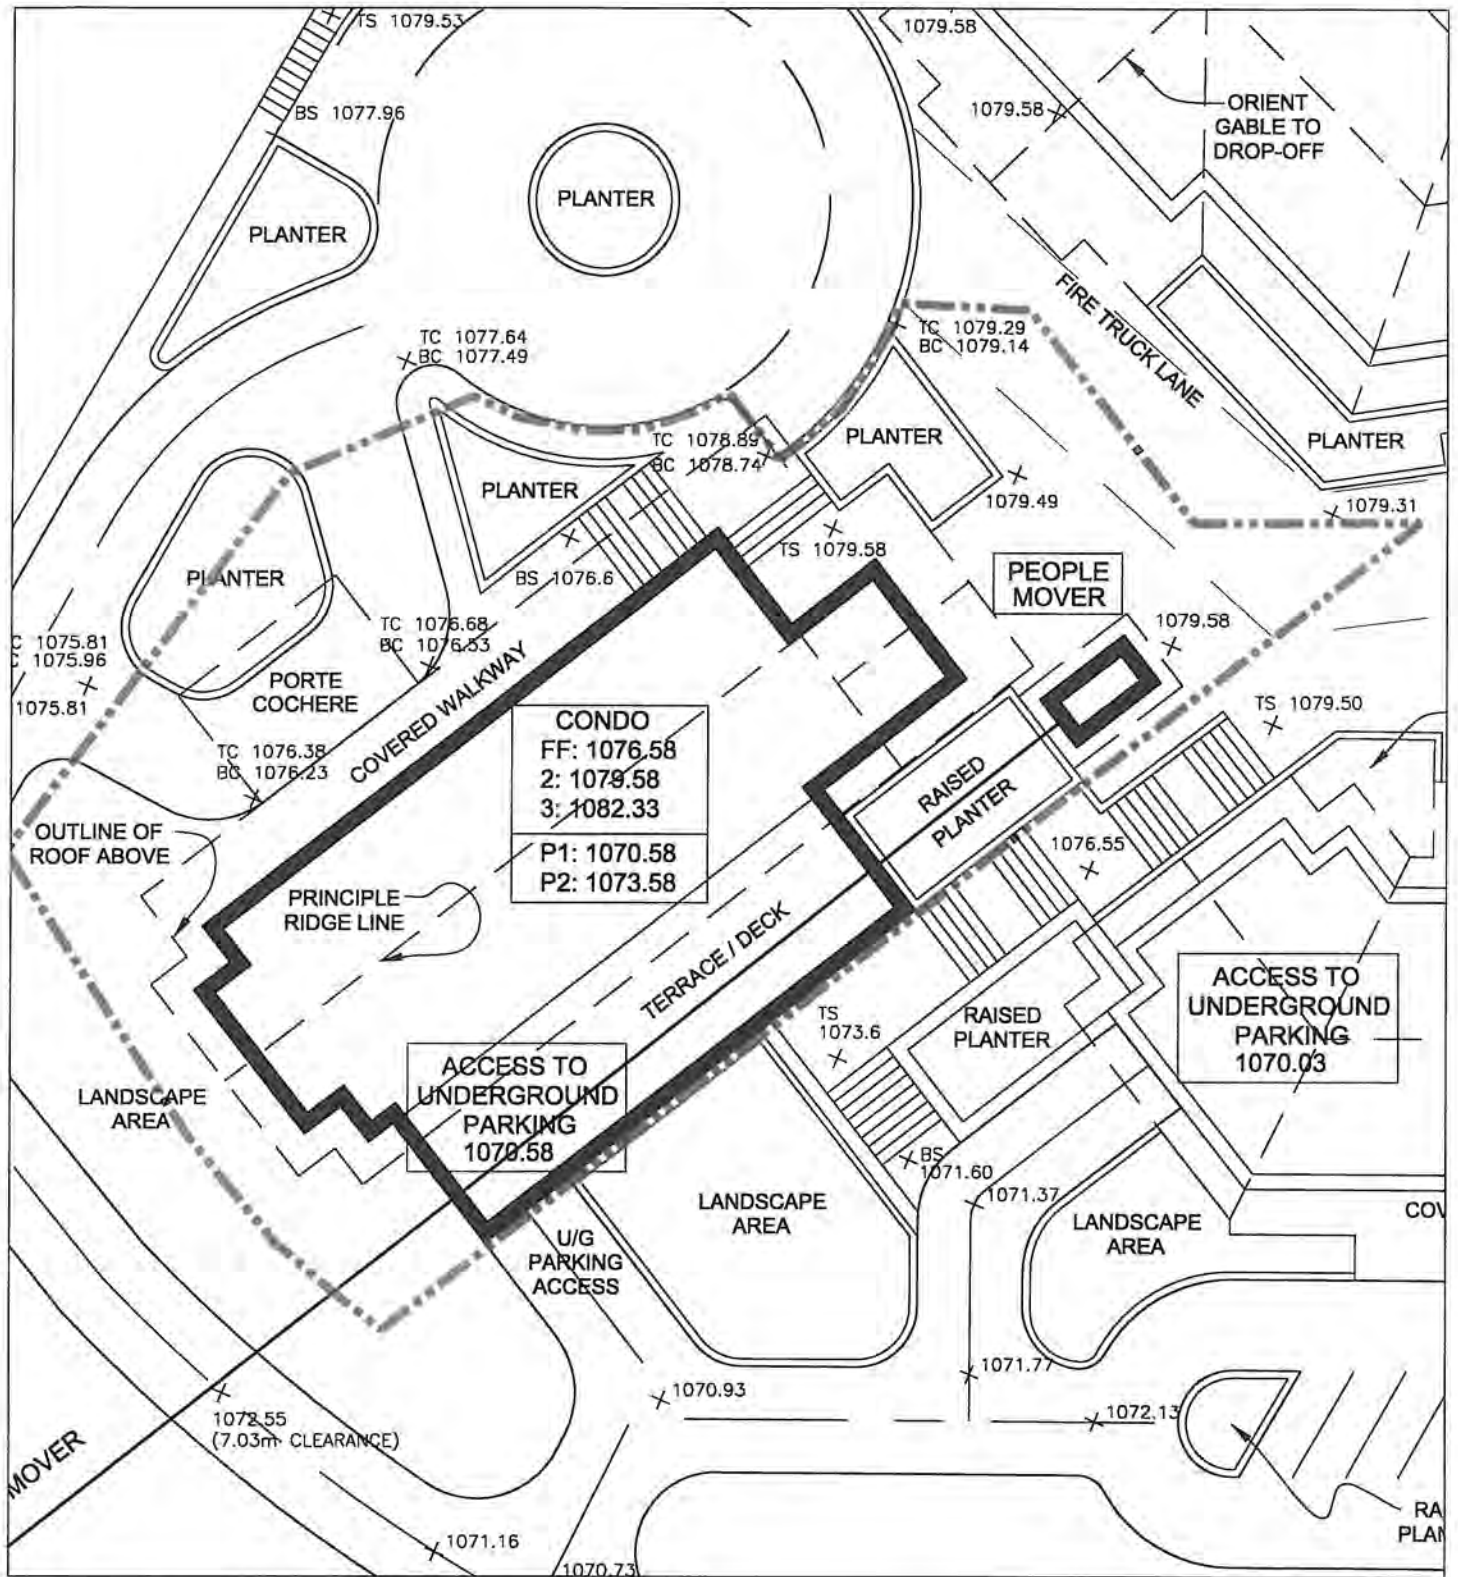 TS 1079.53
1079.58
BS 1077.96
1079.58
ORIENT
GABLE TO
DROP-OFF
PLANTER
PLANTER
FIRE TRUCK LANE
TC 1077.64
BC 1077.49
TC 1079.29
BC 1079.14
TC 1078.89
BC 1078.74
PLANTER
PLANTER
PLANTER
1079.49
1079.31
TS 1079.58
BS 1076.6
PEOPLE
MOVER
PLANTER
1079.58
C 1075.81
C 1075.96
1075.81
TC 1076.68
BC 1076.53
PORTE
COCHERE
COVERED WALKWAY
TS 1079.50
CONDO
FF: 1076.58
2: 1079.58
3: 1082.33
P1: 1070.58
P2: 1073.58
TC 1076.38
BC 1076.23
RAISED
PLANTER
OUTLINE OF
ROOF ABOVE
1076.55
PRINCIPLE
RIDGE LINE
TERRACE / DECK
ACCESS TO
UNDERGROUND
PARKING
1070.03
TS
1073.6
RAISED
PLANTER
ACCESS TO
UNDERGROUND
PARKING
1070.58
LANDSCAPE
AREA
BS
1071.60
1071.37
LANDSCAPE
AREA
LANDSCAPE
AREA
COV
U/G
PARKING
ACCESS
1071.77
1070.93
1072.13
1072.55
(7.03m CLEARANCE)
MOVER
RA
PLAN
1071.16
1070.73